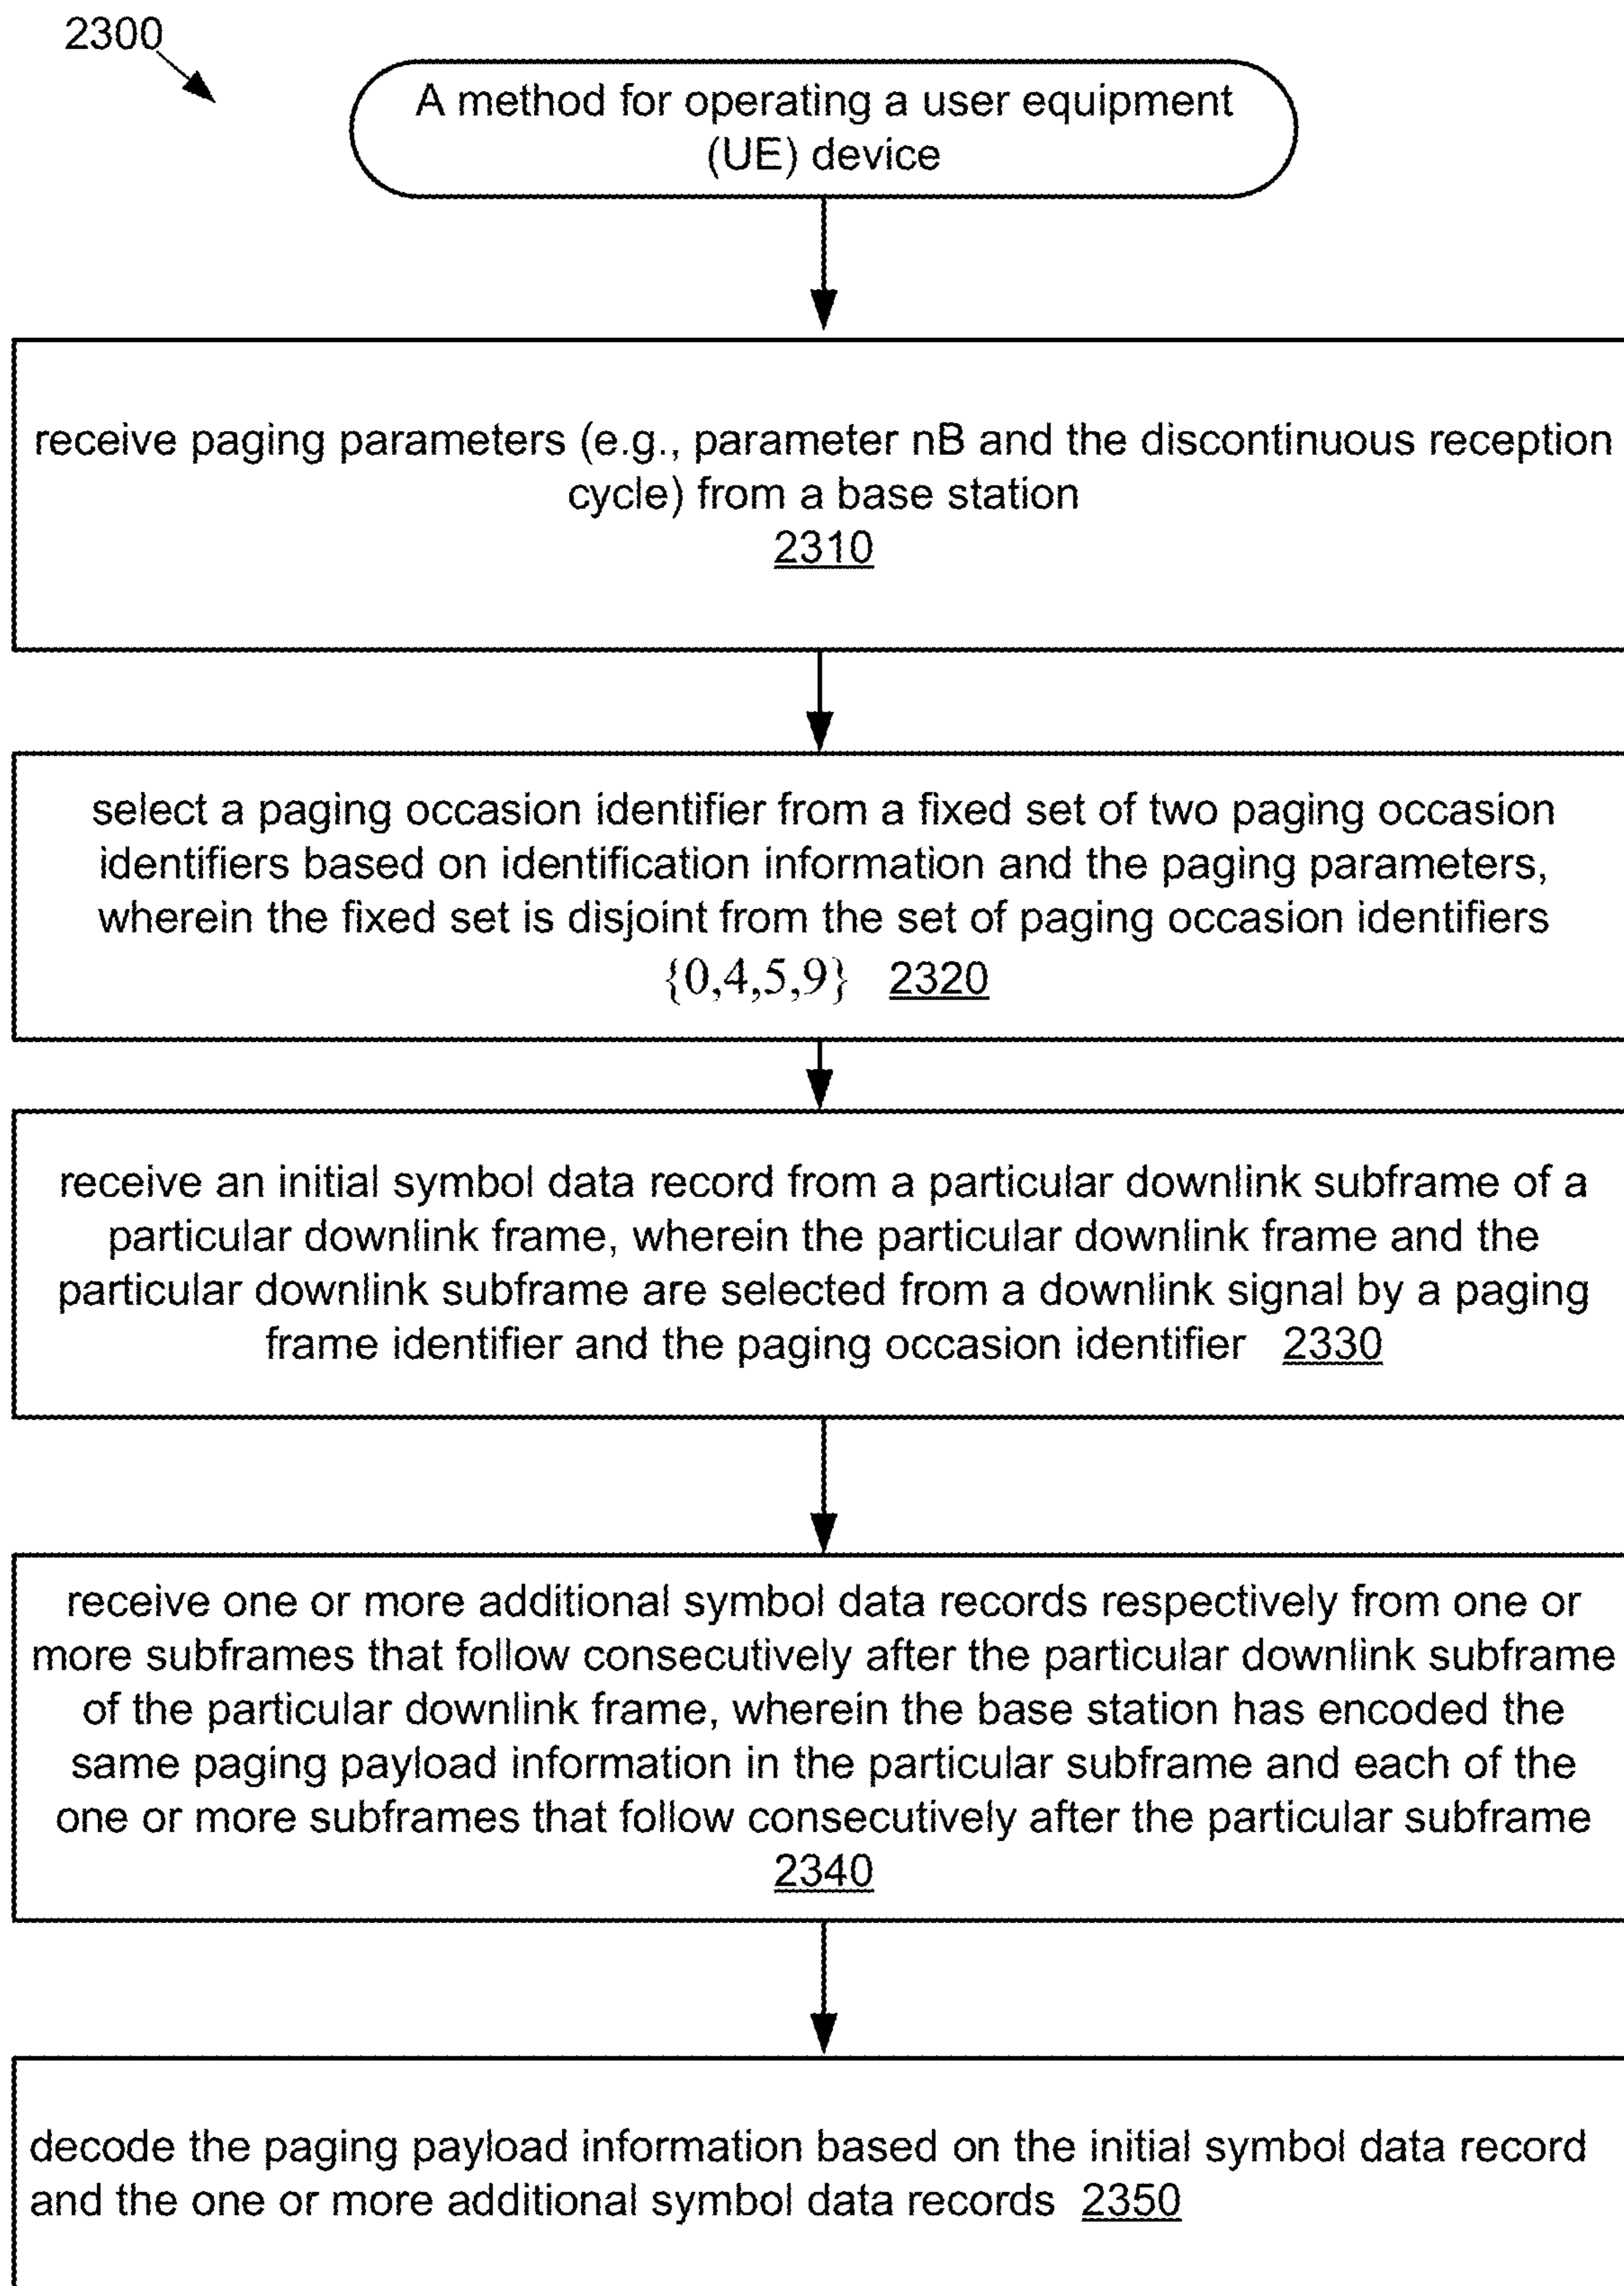 2300
A method for operating a user equipment
(UE) device
receive paging parameters (e.g., parameter nB and the discontinuous reception
cycle) from a base station
2310
select a paging occasion identifier from a fixed set of two paging occasion
identifiers based on identification information and the paging parameters,
wherein the fixed set is disjoint from the set of paging occasion identifiers
{0,4,5,9} 2320
receive an initial symbol data record from a particular downlink subframe of a
particular downlink frame, wherein the particular downlink frame and the
particular downlink subframe are selected from a downlink signal by a paging
frame identifier and the paging occasion identifier 2330
receive one or more additional symbol data records respectively from one or
more subframes that follow consecutively after the particular downlink subframe
of the particular downlink frame, wherein the base station has encoded the
same paging payload information in the particular subframe and each of the
one or more subframes that follow consecutively after the particular subframe
2340
decode the paging payload information based on the initial symbol data record
and the one or more additional symbol data records 2350